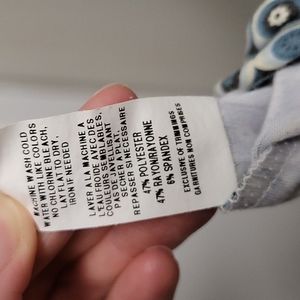 MACHINE WASH COLD
WATER WITH LIKE COLORS
NO CHLORINE BLEACH,
LAY FLAT TO DRY,
IRON IF NEEDED
LAVER A LA MACHINE A
L'EAU FROIDE AVEC DES
COULEURS SEMBLABLES,
PAS DE JAVELLISANT
SECHER A PLAT,
REPASSER SI NECESSAIRE
47% POLYESTER
47% RAYON/RAYONNE
6% SPANDEX
EXCLUSIVE OF TRIMMINGS
GARNITURES NON COMPRISES